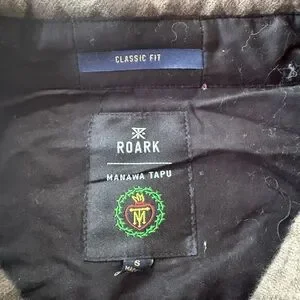 CLASSIC FIT
ROARK
MANAWA TAPU
S